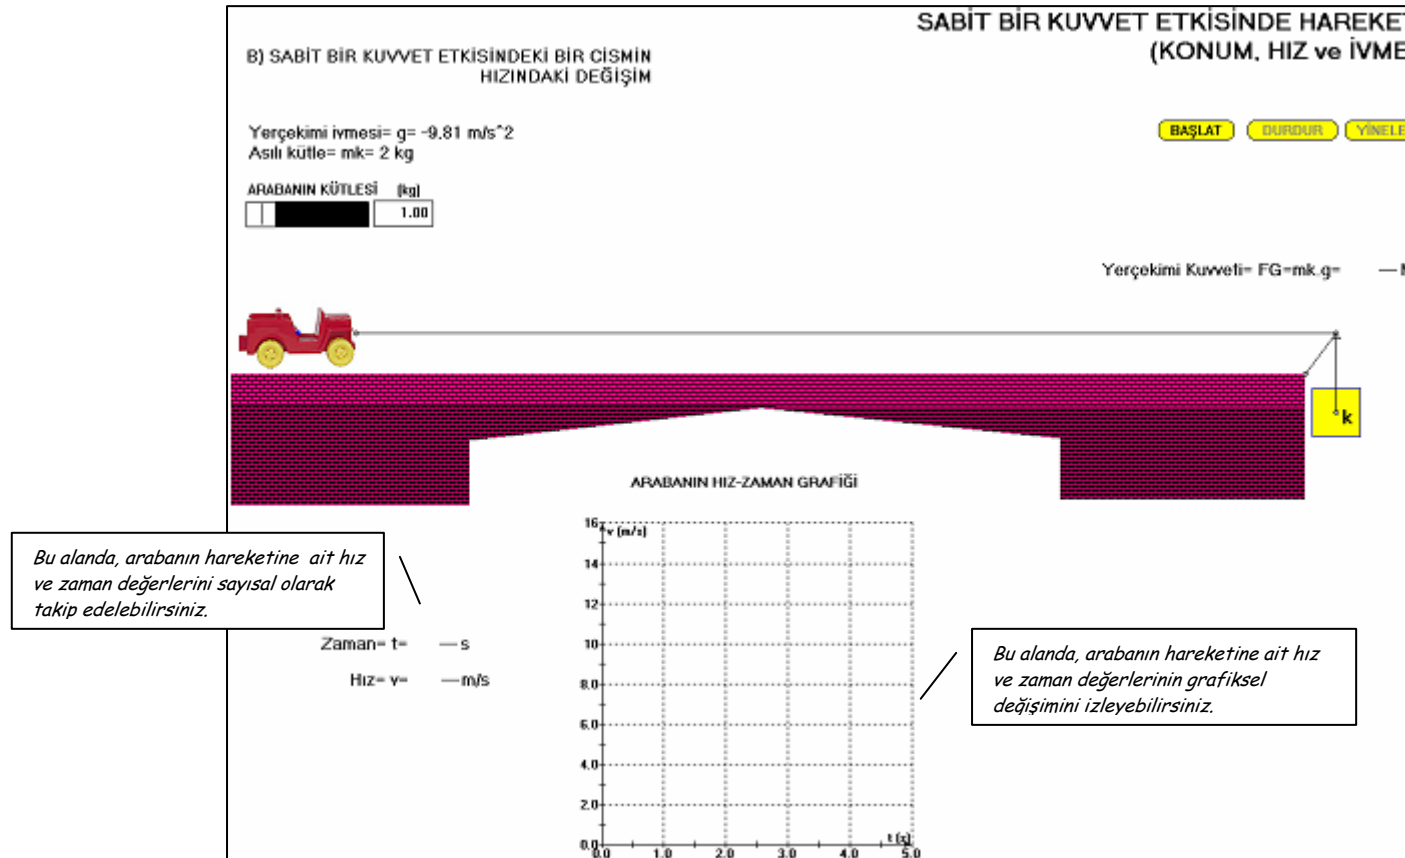 SABİT BİR KUVVET ETKİSİNDE HAREKET
(KONUM, HIZ ve İVME
B) SABİT BİR KUVVET ETKİSİNDEKİ BİR CİSMİN
HIZINDAKİ DEĞİŞİM
Yerçekimi ivmesi= g= -9.81 m/s^2
Asılı kütle= mk= 2 kg
BAŞLAT DURDUR YİNELE
ARABANIN KÜTLESİ (kg)
1.00
Yerçekimi Kuvveti= FG=mk.g= —
k
ARABANIN HIZ-ZAMAN GRAFİĞİ
Bu alanda, arabanın hareketine ait hız
ve zaman değerlerini sayısal olarak
takip edelebilirsiniz.
Zaman= t= — s
Hız= v= — m/s
v (m/s)
16
14
12
10
8.0
6.0
4.0
2.0
0.0
t (s)
0.0 1.0 2.0 3.0 4.0 5.0
Bu alanda, arabanın hareketine ait hız
ve zaman değerlerinin grafiksel
değişimini izleyebilirsiniz.